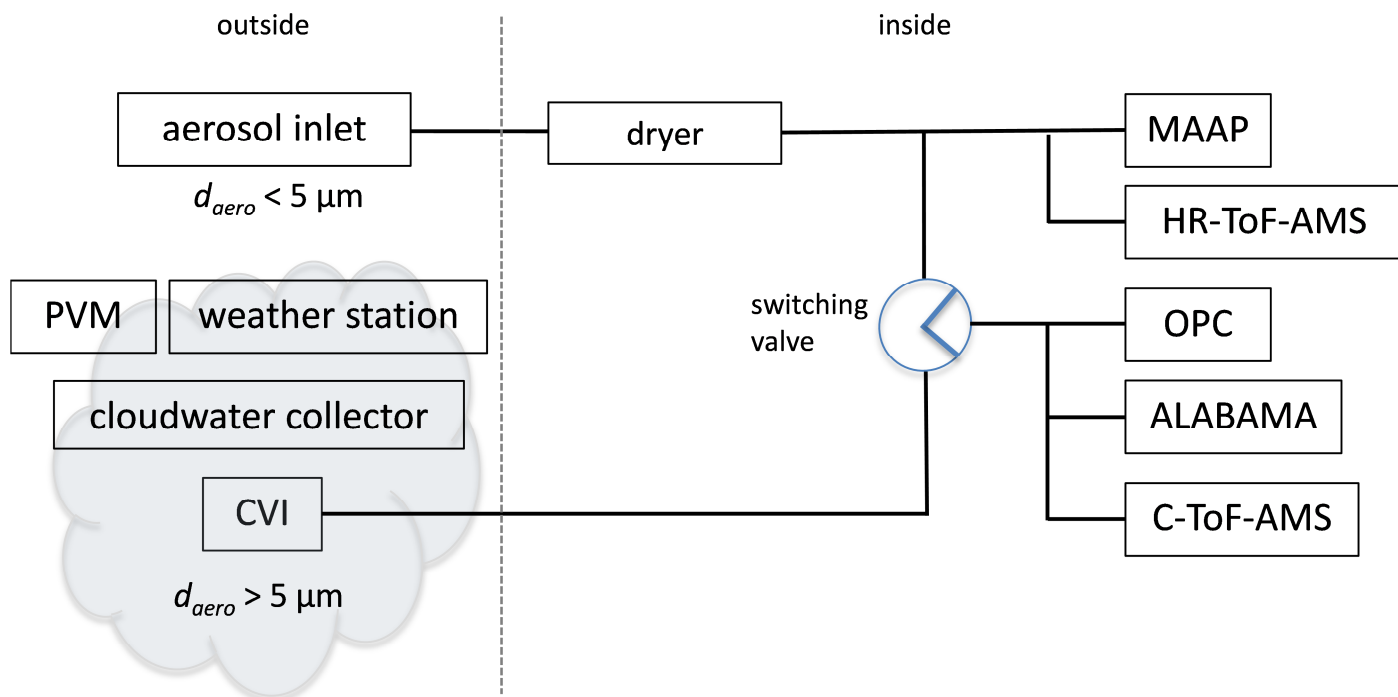 outside
inside
aerosol inlet
dryer
MAAP
d_aero < 5 µm
HR-ToF-AMS
PVM
weather station
switching
valve
OPC
cloudwater collector
ALABAMA
CVI
C-ToF-AMS
d_aero > 5 µm